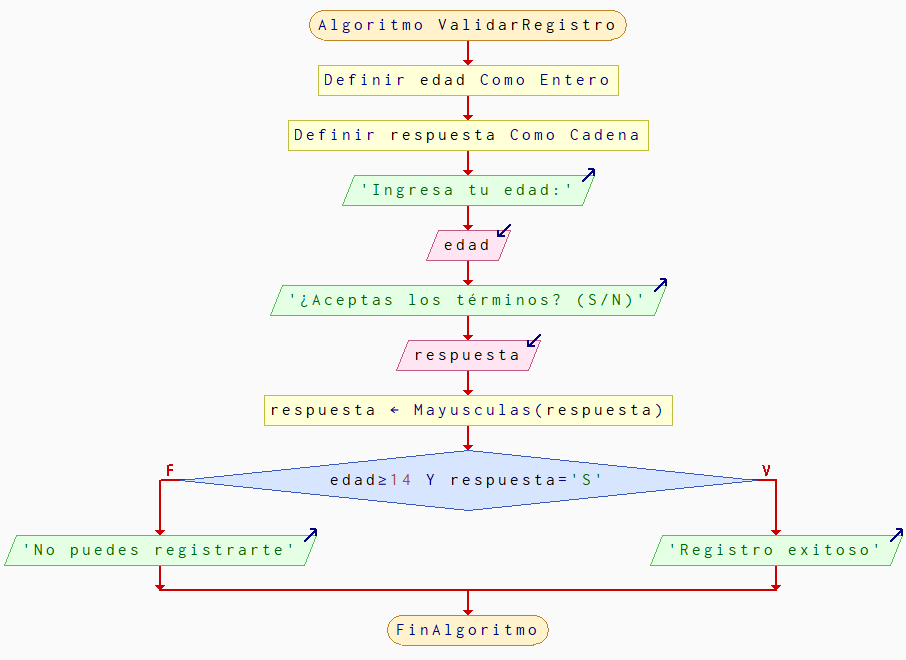 Algoritmo ValidarRegistro
Definir edad Como Entero
Definir respuesta Como Cadena
'Ingresa tu edad:'
edad
'¿Aceptas los términos? (S/N)'
respuesta
respuesta ← Mayusculas(respuesta)
F
V
edad≥14 Y respuesta='S'
'No puedes registrarte'
'Registro exitoso'
FinAlgoritmo